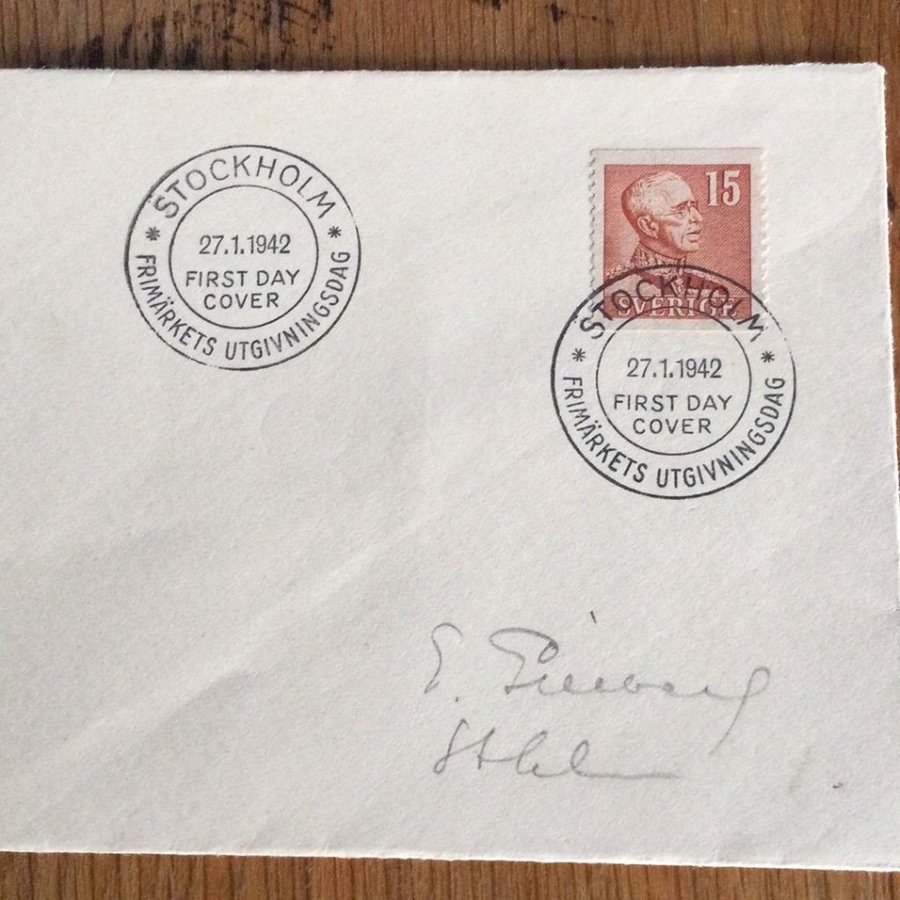 STOCKHOLM
27.1.1942
FIRST DAY
COVER
FRIMÄRKETS UTGIVNINGSDAG
15
SVERIGE
STOCKHOLM
27.1.1942
FIRST DAY
COVER
FRIMÄRKETS UTGIVNINGSDAG
E.
Sthlm